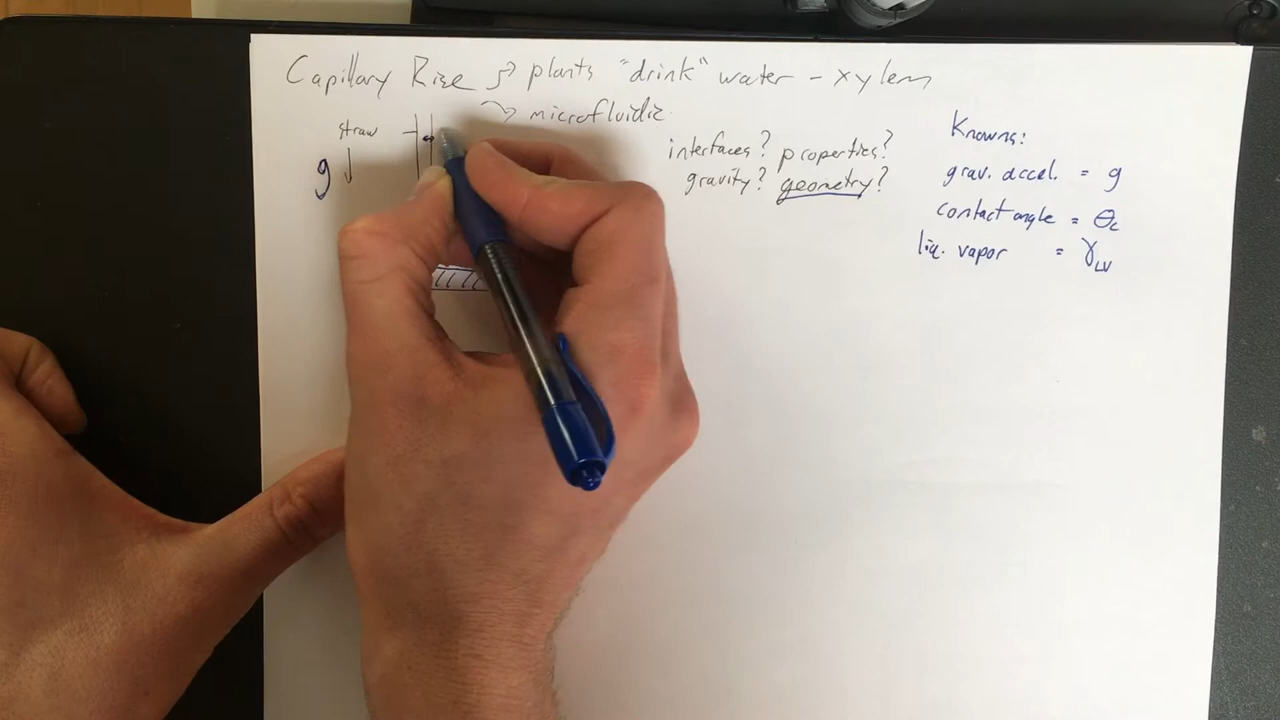 Capillary Rise → plants "drink" water - xylem
→ microfluidic
straw
g ↓
interfaces? properties?
gravity? geometry?
Knowns:
grav. accel. = g
contact angle = θc
liq. vapor = γLV